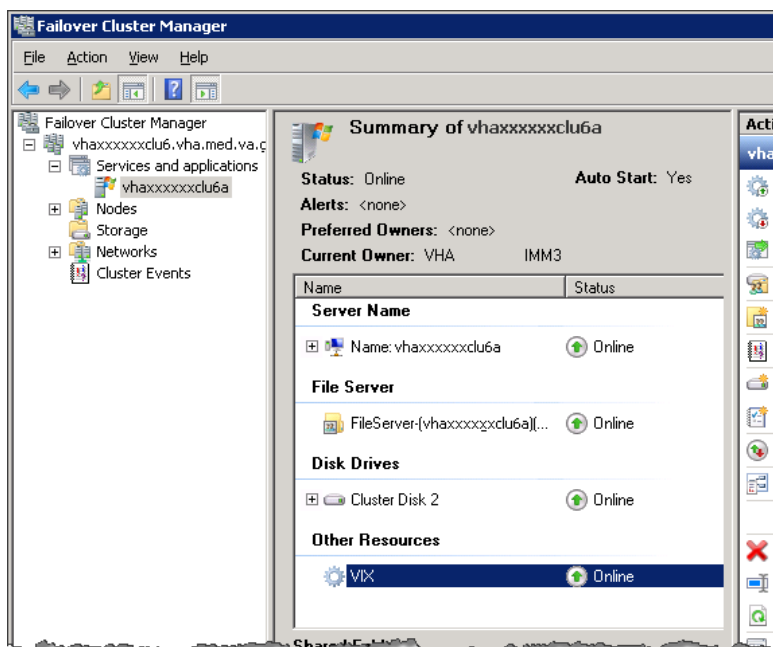 Failover Cluster Manager
File Action View Help
Failover Cluster Manager
vhaxxxxxxclu6.vha.med.va.g
Services and applications
vhaxxxxxxclu6a
Nodes
Storage
Networks
Cluster Events
Summary of vhaxxxxxxclu6a
Status: Online Auto Start: Yes
Alerts: <none>
Preferred Owners: <none>
Current Owner: VHA IMM3
Name Status
Server Name
Name: vhaxxxxxxclu6a Online
File Server
FileServer-(vhaxxxxxxclu6a)(... Online
Disk Drives
Cluster Disk 2 Online
Other Resources
VIX Online
Acti
vha